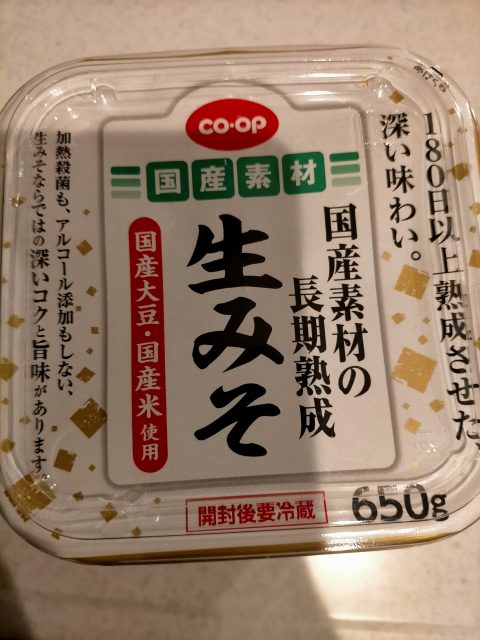 CO·OP
国産素材
180日以上熟成させた、
深い味わい。
国産素材の
長期熟成
生みそ
国産大豆・国産米使用
加熱殺菌も、アルコール添加もしない、
生みそならではの深いコクと旨味があります。
開封後要冷蔵
650g